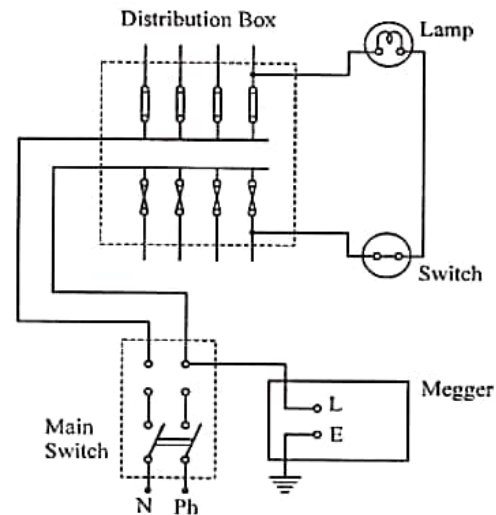 Distribution Box
Lamp
Switch
Megger
L
E
Main
Switch
N Ph